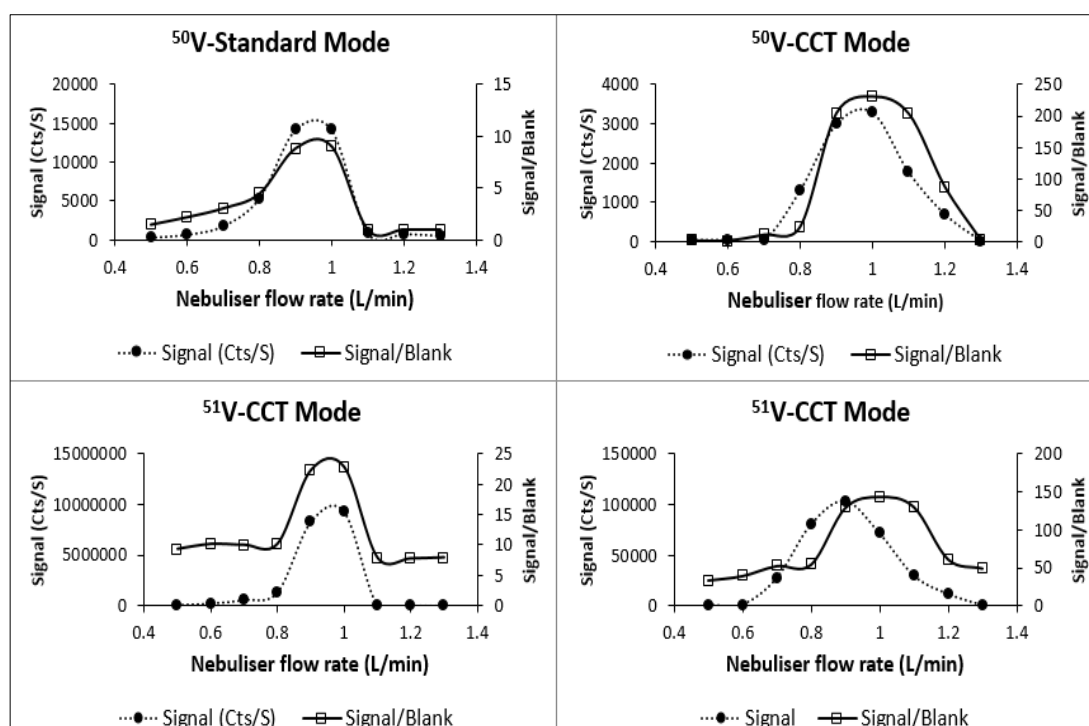 ⁵⁰V-Standard Mode
20000
15000
10000
5000
0
15
10
5
0
Signal (Cts/S)
Signal/Blank
0.4 0.6 0.8 1 1.2 1.4
Nebuliser flow rate (L/min)
Signal (Cts/S) Signal/Blank
⁵⁰V-CCT Mode
4000
3000
2000
1000
0
250
200
150
100
50
0
Signal (Cts/S)
Signal/Blank
0.4 0.6 0.8 1 1.2 1.4
Nebuliser flow rate (L/min)
Signal (Cts/S) Signal/Blank
⁵¹V-CCT Mode
15000000
10000000
5000000
0
25
20
15
10
5
0
Signal (Cts/S)
Signal/Blank
0.4 0.6 0.8 1 1.2 1.4
Nebuliser flow rate (L/min)
Signal (Cts/S) Signal/Blank
⁵¹V-CCT Mode
150000
100000
50000
0
200
150
100
50
0
Signal (Cts/S)
Signal/Blank
0.4 0.6 0.8 1 1.2 1.4
Nebuliser flow rate (L/min)
Signal Signal/Blank